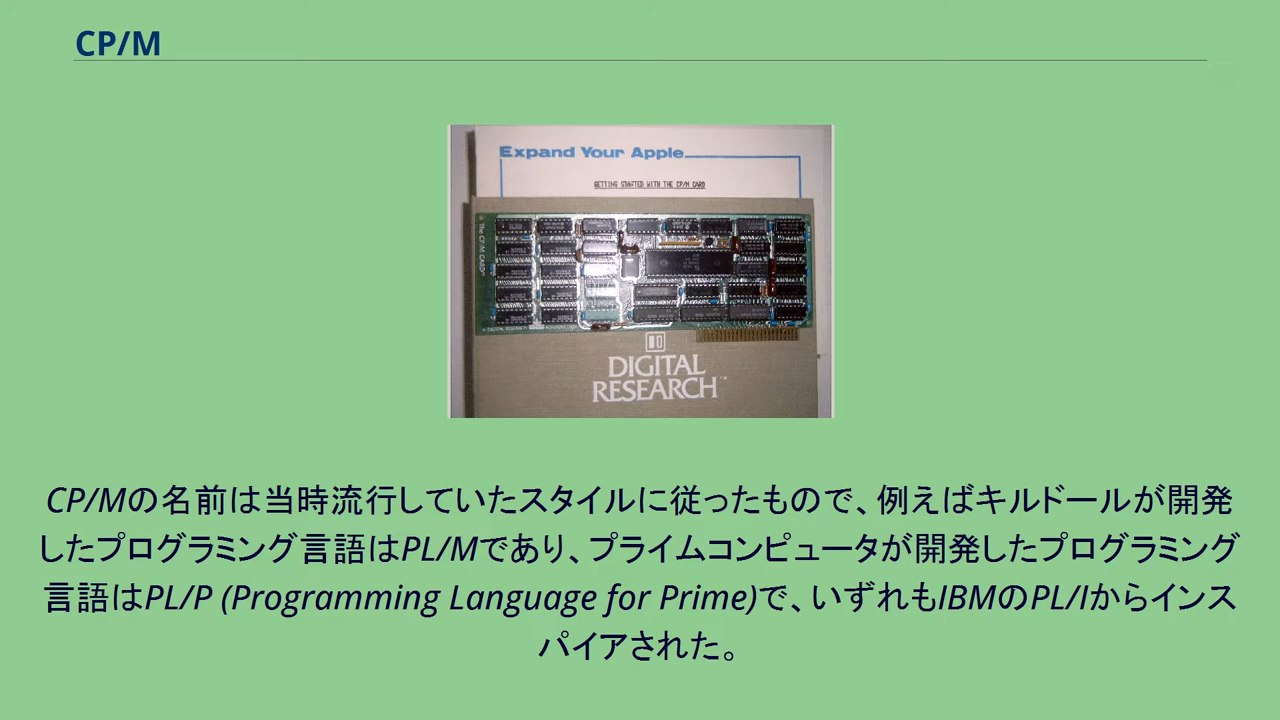 CP/M
Expand Your Apple
GETTING STARTED WITH THE CP/M CARD
The CP/M CARD
© DIGITAL RESEARCH
DIGITAL
RESEARCH™
CP/Mの名前は当時流行していたスタイルに従ったもので、例えばキルドールが開発
したプログラミング言語はPL/Mであり、プライムコンピュータが開発したプログラミング
言語はPL/P (Programming Language for Prime)で、いずれもIBMのPL/Iからインス
パイアされた。